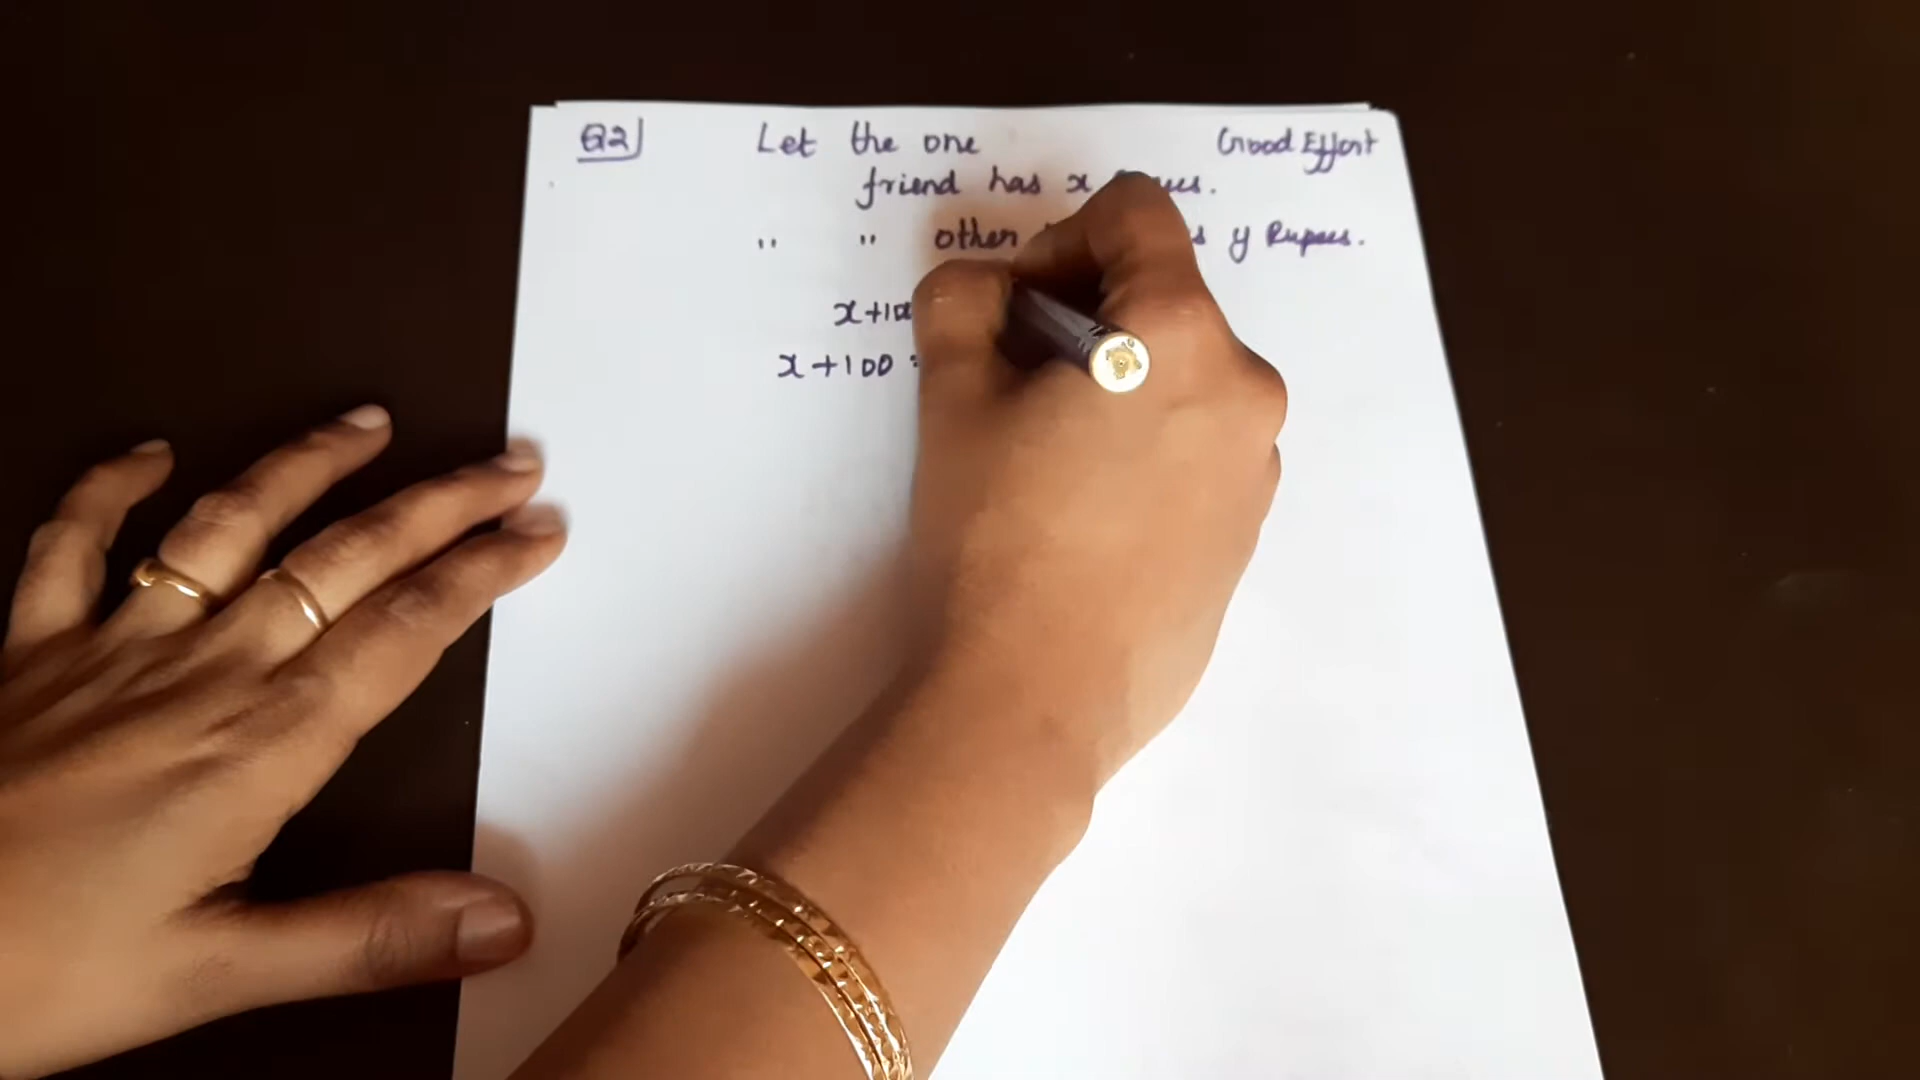 Q2 Let the one Good Effort
friend has x
" " other y Rupees.
x+100
x+100 =